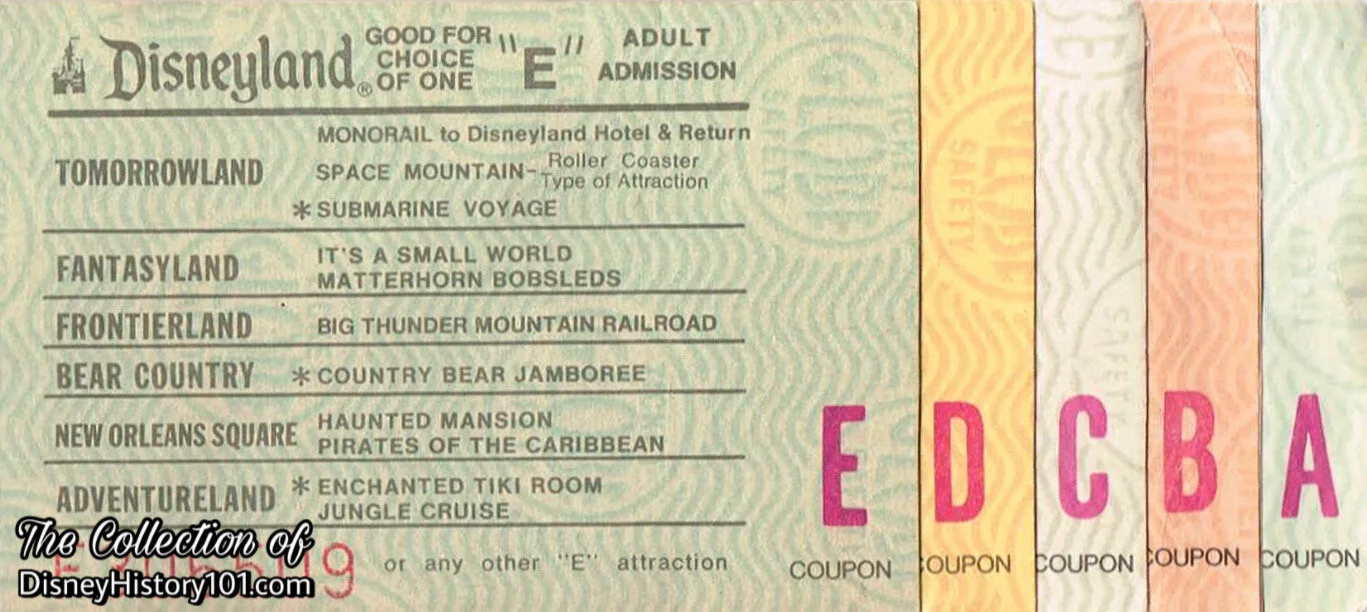 Disneyland® GOOD FOR CHOICE OF ONE "E" ADULT ADMISSION
TOMORROWLAND
MONORAIL to Disneyland Hotel & Return
SPACE MOUNTAIN- Roller Coaster Type of Attraction
* SUBMARINE VOYAGE
FANTASYLAND
IT'S A SMALL WORLD
MATTERHORN BOBSLEDS
FRONTIERLAND
BIG THUNDER MOUNTAIN RAILROAD
BEAR COUNTRY
* COUNTRY BEAR JAMBOREE
NEW ORLEANS SQUARE
HAUNTED MANSION
PIRATES OF THE CARIBBEAN
ADVENTURELAND
* ENCHANTED TIKI ROOM
JUNGLE CRUISE
or any other "E" attraction
E COUPON
D COUPON
C COUPON
B COUPON
A COUPON
GLOBE
SAFETY
The Collection of
DisneyHistory101.com